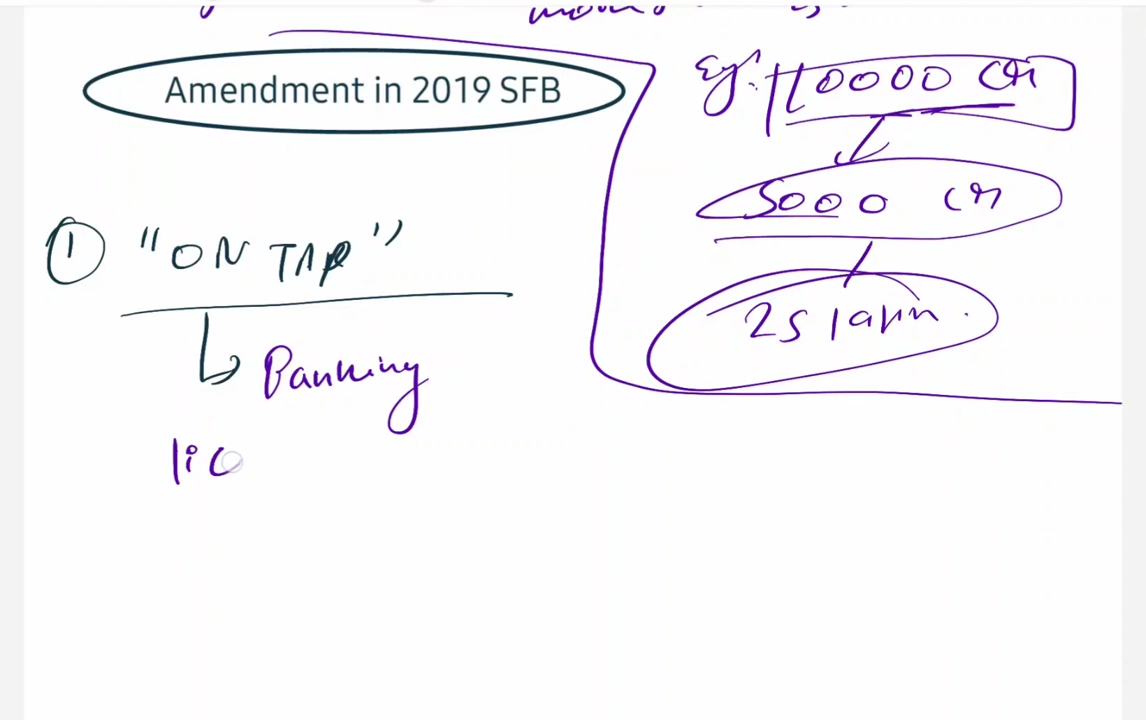 Amendment in 2019 SFB
Eg: 10000 Cr
5000 Cr
25 lakh
① "ON TAP"
Banking
lic